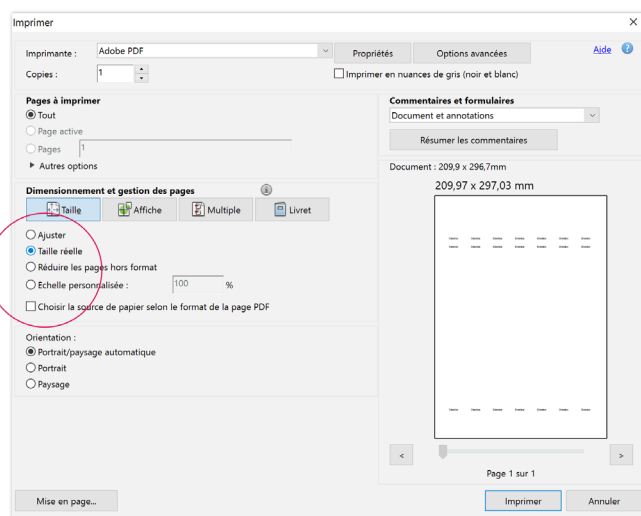 Imprimer
Imprimante : Adobe PDF Propriétés Options avancées Aide
Copies : 1 Imprimer en nuances de gris (noir et blanc)
Pages à imprimer
Tout
Page active
Pages 1
Autres options
Dimensionnement et gestion des pages
Taille Affiche Multiple Livret
Ajuster
Taille réelle
Réduire les pages hors format
Echelle personnalisée : 100 %
Choisir la source de papier selon le format de la page PDF
Orientation :
Portrait/paysage automatique
Portrait
Paysage
Commentaires et formulaires
Document et annotations
Résumer les commentaires
Document : 209,9 x 296,7mm
209,97 x 297,03 mm
< >
Page 1 sur 1
Mise en page... Imprimer Annuler